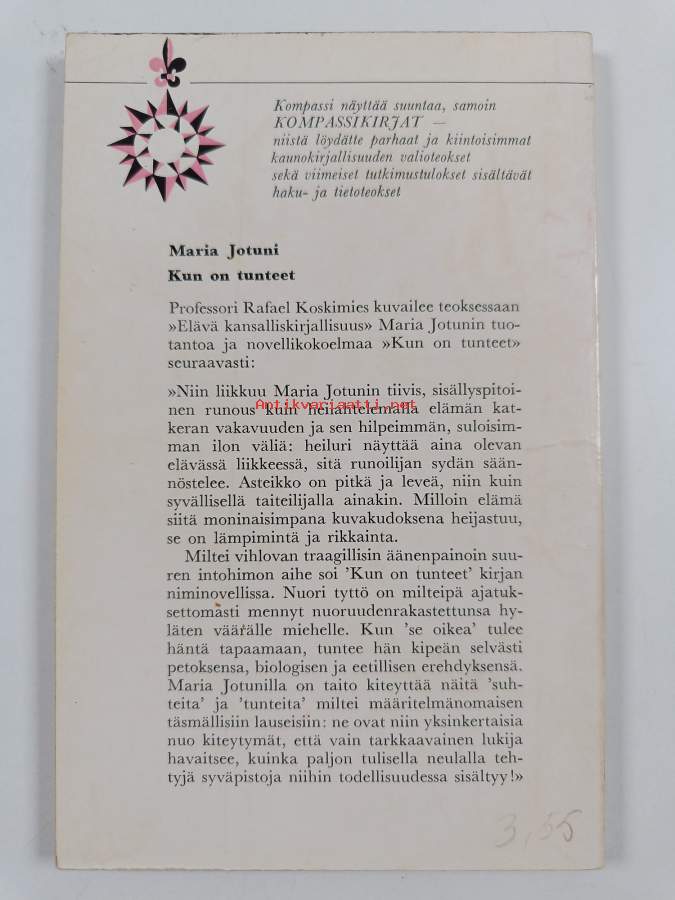 Kompassi näyttää suuntaa, samoin
KOMPASSIKIRJAT —
niistä löydätte parhaat ja kiintoisimmat
kaunokirjallisuuden valioteokset
sekä viimeiset tutkimustulokset sisältävät
haku- ja tietoteokset
Maria Jotuni
Kun on tunteet
Professori Rafael Koskimies kuvailee teoksessaan
»Elävä kansalliskirjallisuus» Maria Jotunin tuo-
tantoa ja novellikokoelmaa »Kun on tunteet»
seuraavasti:
»Niin liikkuu Maria Jotunin tiivis, sisällyspitoi-
nen runous kuin heilahtelemalla elämän kat-
Antikvariaatti.net
keran vakavuuden ja sen hilpeimmän, suloisim-
man ilon väliä: heiluri näyttää aina olevan
elävässä liikkeessä, sitä runoilijan sydän sään-
nöstelee. Asteikko on pitkä ja leveä, niin kuin
syvällisellä taiteilijalla ainakin. Milloin elämä
siitä moninaisimpana kuvakudoksena heijastuu,
se on lämpimintä ja rikkainta.
Miltei vihlovan traagillisin äänenpainoin suu-
ren intohimon aihe soi 'Kun on tunteet' kirjan
niminovellissa. Nuori tyttö on milteipä ajatuk-
settomasti mennyt nuoruudenrakastettunsa hy-
läten väärälle miehelle. Kun 'se oikea' tulee
häntä tapaamaan, tuntee hän kipeän selvästi
petoksensa, biologisen ja eetillisen erehdyksensä.
Maria Jotunilla on taito kiteyttää näitä 'suh-
teita' ja 'tunteita' miltei määritelmänomaisen
täsmällisiin lauseisiin: ne ovat niin yksinkertaisia
nuo kiteytymät, että vain tarkkaavainen lukija
havaitsee, kuinka paljon tulisella neulalla teh-
tyjä syväpistoja niihin todellisuudessa sisältyy!»
3,55